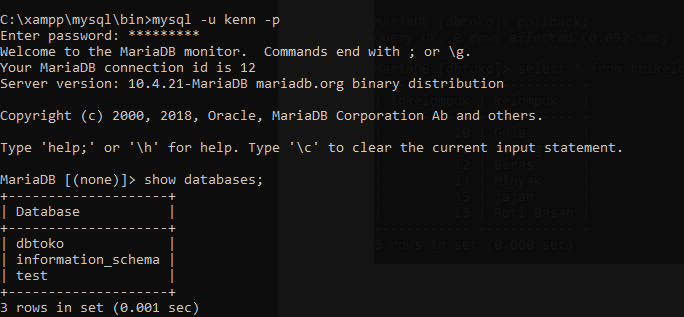 C:\xampp\mysql\bin>mysql -u kenn -p
Enter password: *********
Welcome to the MariaDB monitor.  Commands end with ; or \g.
Your MariaDB connection id is 12
Server version: 10.4.21-MariaDB mariadb.org binary distribution

Copyright (c) 2000, 2018, Oracle, MariaDB Corporation Ab and others.

Type 'help;' or '\h' for help. Type '\c' to clear the current input statement.

MariaDB [(none)]> show databases;
+--------------------+
| Database           |
+--------------------+
| dbtoko             |
| information_schema |
| test               |
+--------------------+
3 rows in set (0.001 sec)
MariaDB [dbtoko]> rollback;